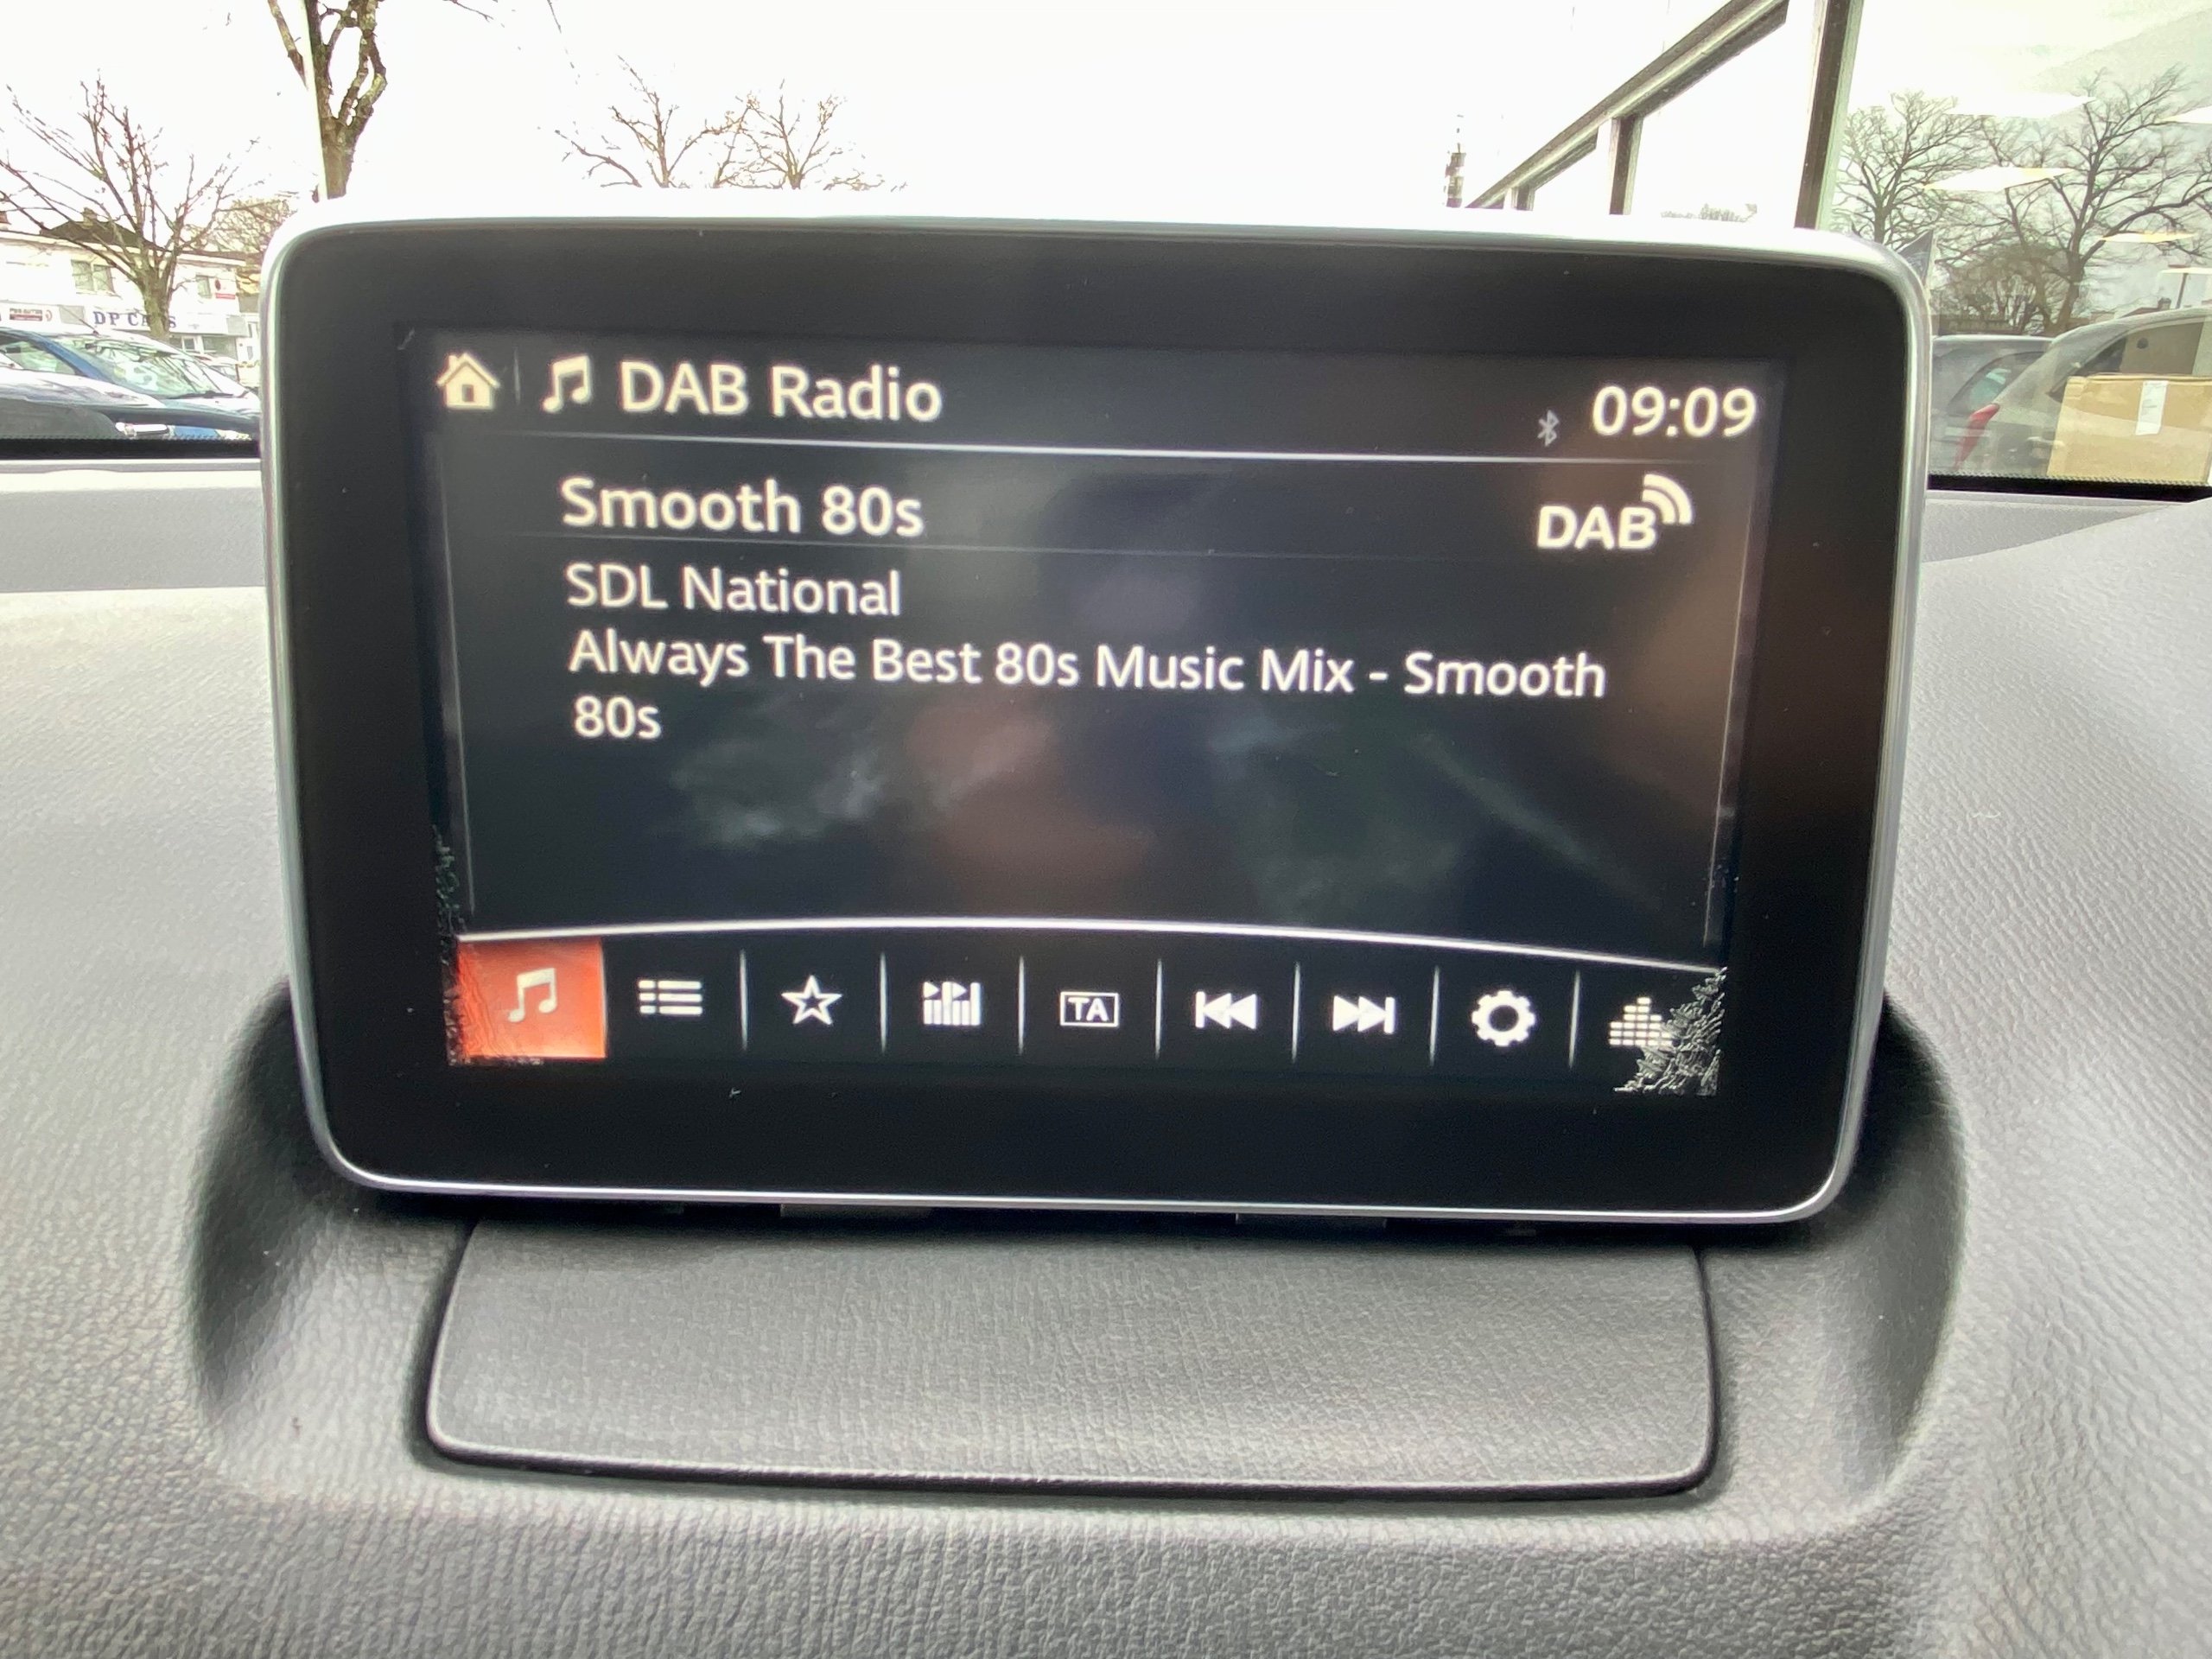 DAB Radio
09:09
Smooth 80s
DAB
SDL National
Always The Best 80s Music Mix - Smooth
80s
TA